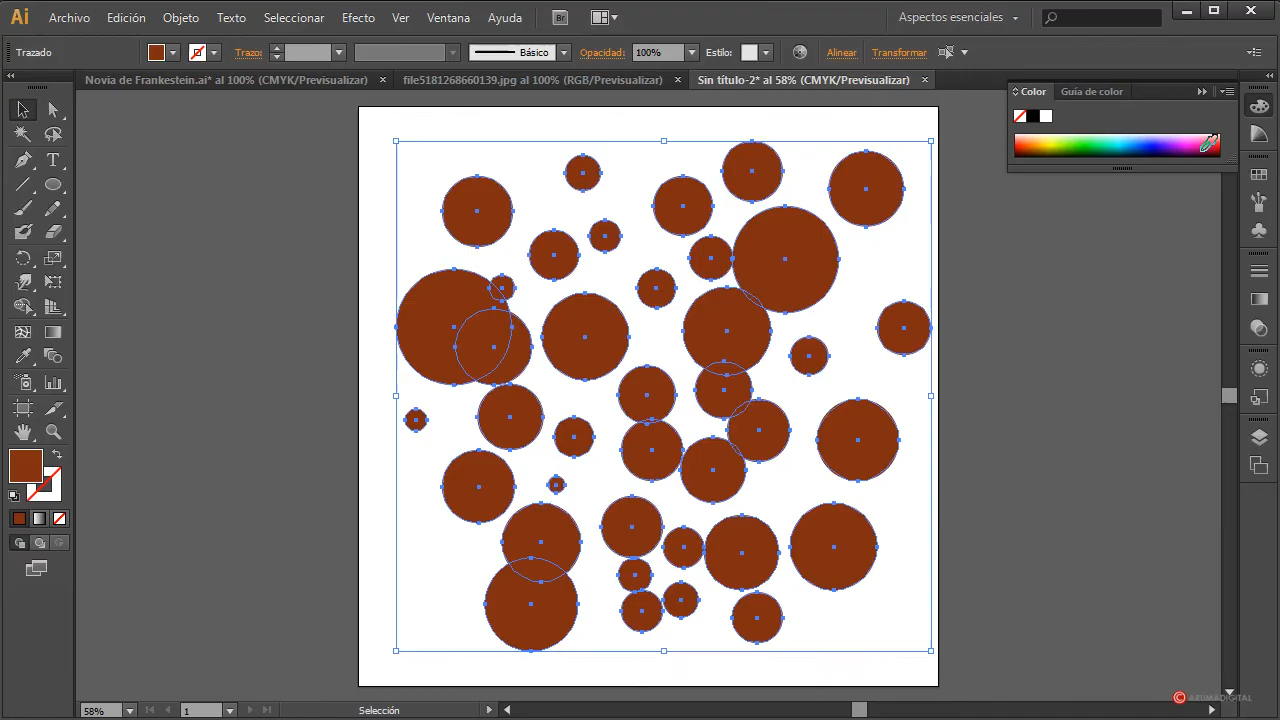 Ai Archivo Edición Objeto Texto Seleccionar Efecto Ver Ventana Ayuda Br Aspectos esenciales
Trazado Trazo: Básico Opacidad: 100% Estilo: Alinear Transformar
Novia de Frankestein.ai* al 100% (CMYK/Previsualizar) × file5181268660139.jpg al 100% (RGB/Previsualizar) × Sin título-2* al 58% (CMYK/Previsualizar) ×
Color Guía de color
T
58% 1 Selección
© ARUMADIGITAL